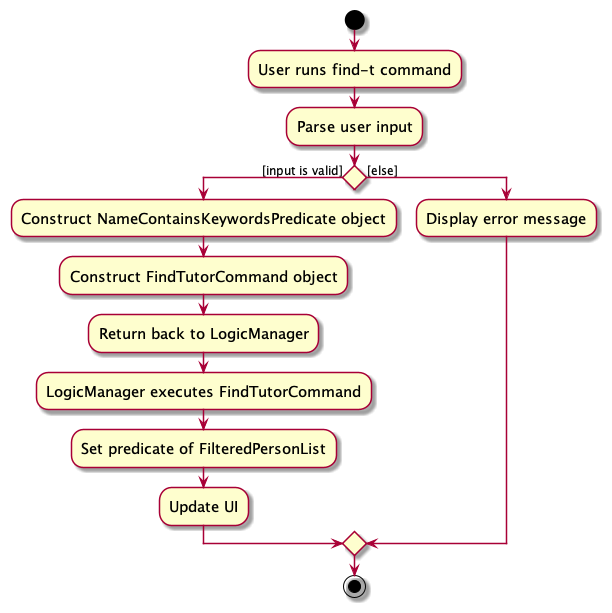 User runs find-t command
Parse user input
[input is valid]
[else]
Construct NameContainsKeywordsPredicate object
Display error message
Construct FindTutorCommand object
Return back to LogicManager
LogicManager executes FindTutorCommand
Set predicate of FilteredPersonList
Update UI